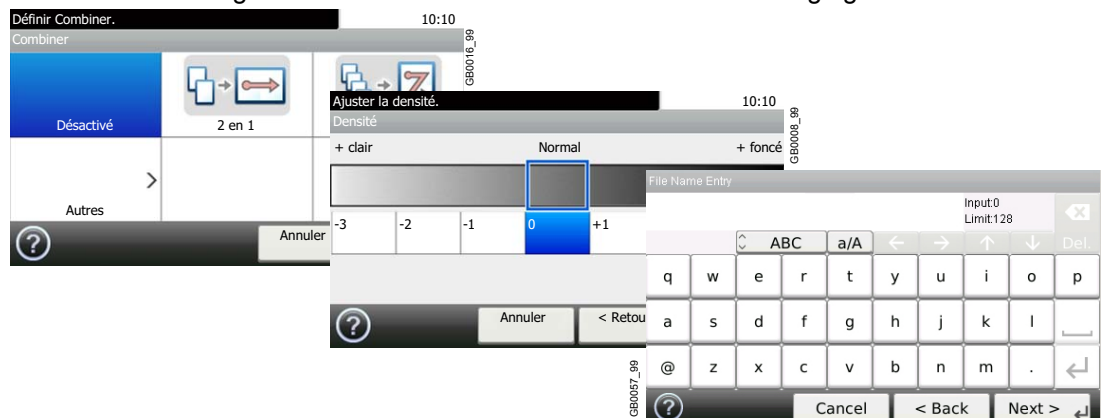 Définir Combiner. 10:10
Combiner
Désactivé
2 en 1
Autres
Annuler
GB0016_99
Ajuster la densité. 10:10
Densité
+ clair Normal + foncé
-3 -2 -1 0 +1
Annuler < Retou
GB0008_99
File Name Entry
Input:0
Limit:128
ABC a/A Del.
q w e r t y u i o p
a s d f g h j k l
@ z x c v b n m .
Cancel < Back Next >
GB0057_99